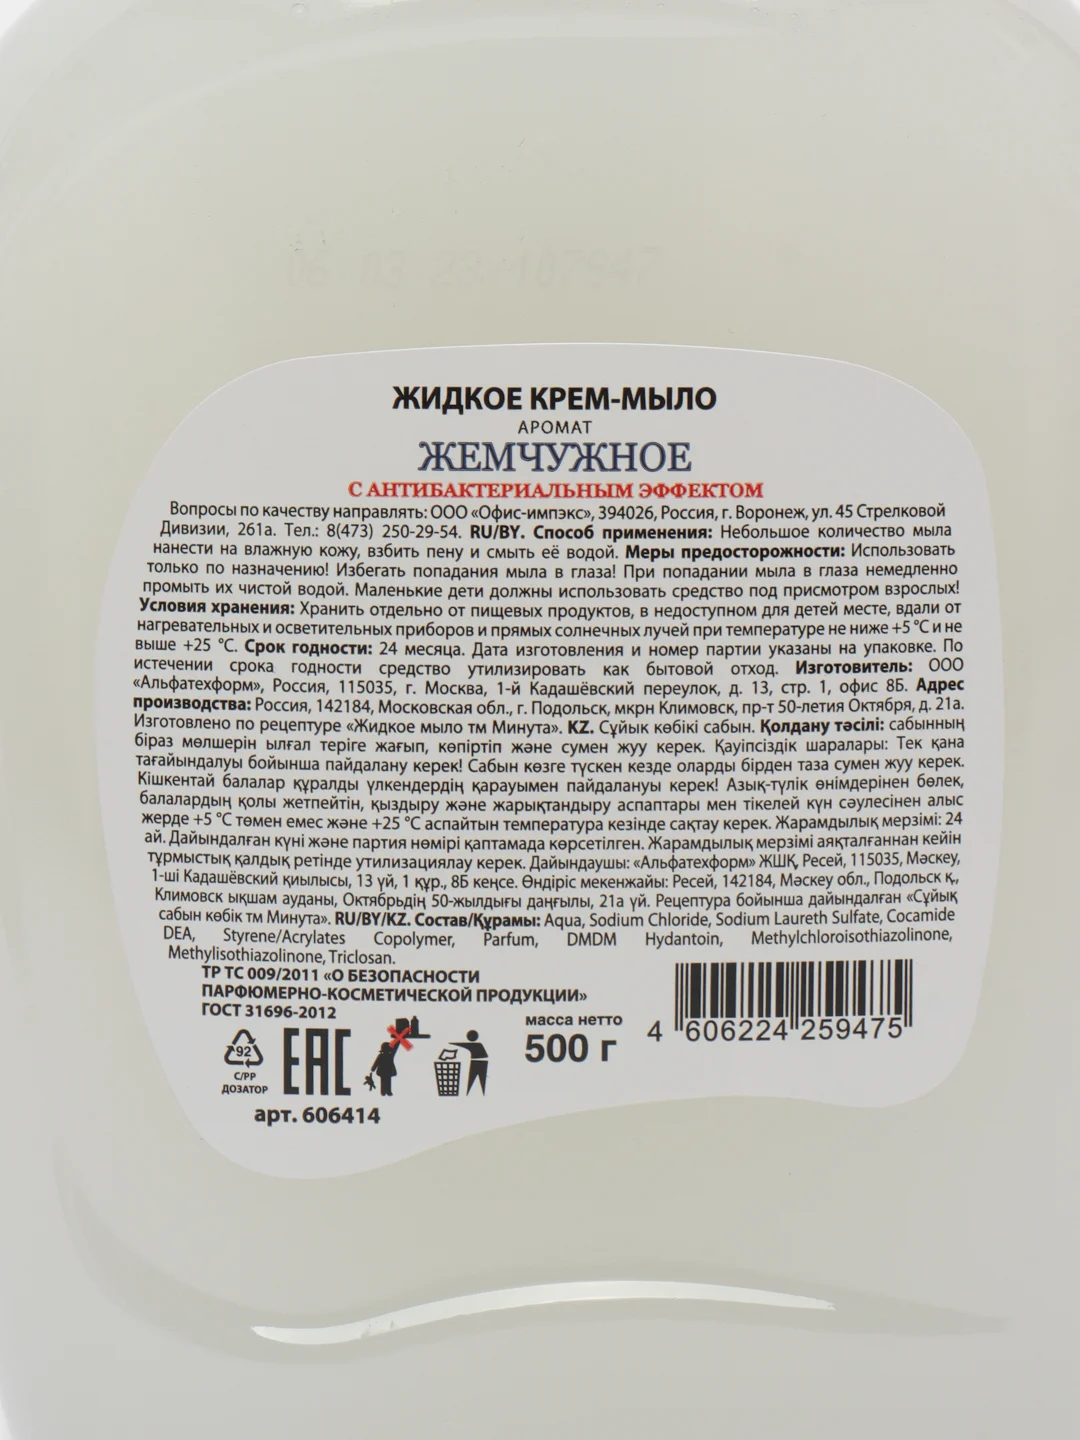 ЖИДКОЕ КРЕМ-МЫЛО
АРОМАТ
ЖЕМЧУЖНОЕ
С АНТИБАКТЕРИАЛЬНЫМ ЭФФЕКТОМ
Вопросы по качеству направлять: ООО «Офис-импэкс», 394026, Россия, г. Воронеж, ул. 45 Стрелковой
Дивизии, 261а. Тел.: 8(473) 250-29-54. RU/BY. Способ применения: Небольшое количество мыла
нанести на влажную кожу, взбить пену и смыть её водой. Меры предосторожности: Использовать
только по назначению! Избегать попадания мыла в глаза! При попадании мыла в глаза немедленно
промыть их чистой водой. Маленькие дети должны использовать средство под присмотром взрослых!
Условия хранения: Хранить отдельно от пищевых продуктов, в недоступном для детей месте, вдали от
нагревательных и осветительных приборов и прямых солнечных лучей при температуре не ниже +5 °С и не
выше +25 °С. Срок годности: 24 месяца. Дата изготовления и номер партии указаны на упаковке. По
истечении срока годности средство утилизировать как бытовой отход. Изготовитель: ООО
«Альфатехформ», Россия, 115035, г. Москва, 1-й Кадашёвский переулок, д. 13, стр. 1, офис 8Б. Адрес
производства: Россия, 142184, Московская обл., г. Подольск, мкрн Климовск, пр-т 50-летия Октября, д. 21а.
Изготовлено по рецептуре «Жидкое мыло тм Минута». KZ. Сұйық көбікі сабын. Қолдану тәсілі: сабынның
біраз мөлшерін ылғал теріге жағып, көпіртіп және сумен жуу керек. Қауіпсіздік шаралары: Тек қана
тағайындалуы бойынша пайдалану керек! Сабын көзге түскен кезде оларды бірден таза сумен жуу керек.
Кішкентай балалар құралды үлкендердің қарауымен пайдалануы керек! Азық-түлік өнімдерінен бөлек,
балалардың қолы жетпейтін, қыздыру және жарықтандыру аспаптары мен тікелей күн сәулесінен алыс
жерде +5 °С төмен емес және +25 °С аспайтын температура кезінде сақтау керек. Жарамдылық мерзімі: 24
ай. Дайындалған күні және партия нөмірі қаптамада көрсетілген. Жарамдылық мерзімі аяқталғаннан кейін
тұрмыстық қалдық ретінде утилизациялау керек. Дайындаушы: «Альфатехформ» ЖШҚ, Ресей, 115035, Мәскеу,
1-ші Кадашёвский қиылысы, 13 үй, 1 құр., 8Б кеңсе. Өндіріс мекенжайы: Ресей, 142184, Мәскеу обл., Подольск қ.,
Климовск ықшам ауданы, Октябрьдің 50-жылдығы даңғылы, 21а үй. Рецептура бойынша дайындалған «Сұйық
сабын көбік тм Минута». RU/BY/KZ. Состав/Құрамы: Aqua, Sodium Chloride, Sodium Laureth Sulfate, Cocamide
DEA, Styrene/Acrylates Copolymer, Parfum, DMDM Hydantoin, Methylchloroisothiazolinone,
Methylisothiazolinone, Triclosan.
ТР ТС 009/2011 «О БЕЗОПАСНОСТИ
ПАРФЮМЕРНО-КОСМЕТИЧЕСКОЙ ПРОДУКЦИИ»
ГОСТ 31696-2012
92
C/PP
ДОЗАТОР
EAC
масса нетто
500 г
4 606224 259475
арт. 606414